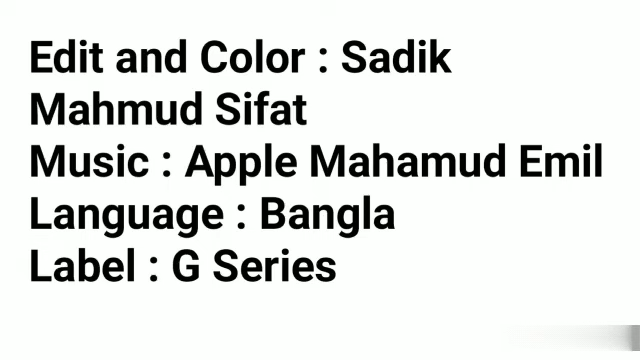 Edit and Color : Sadik
Mahmud Sifat
Music : Apple Mahamud Emil
Language : Bangla
Label : G Series